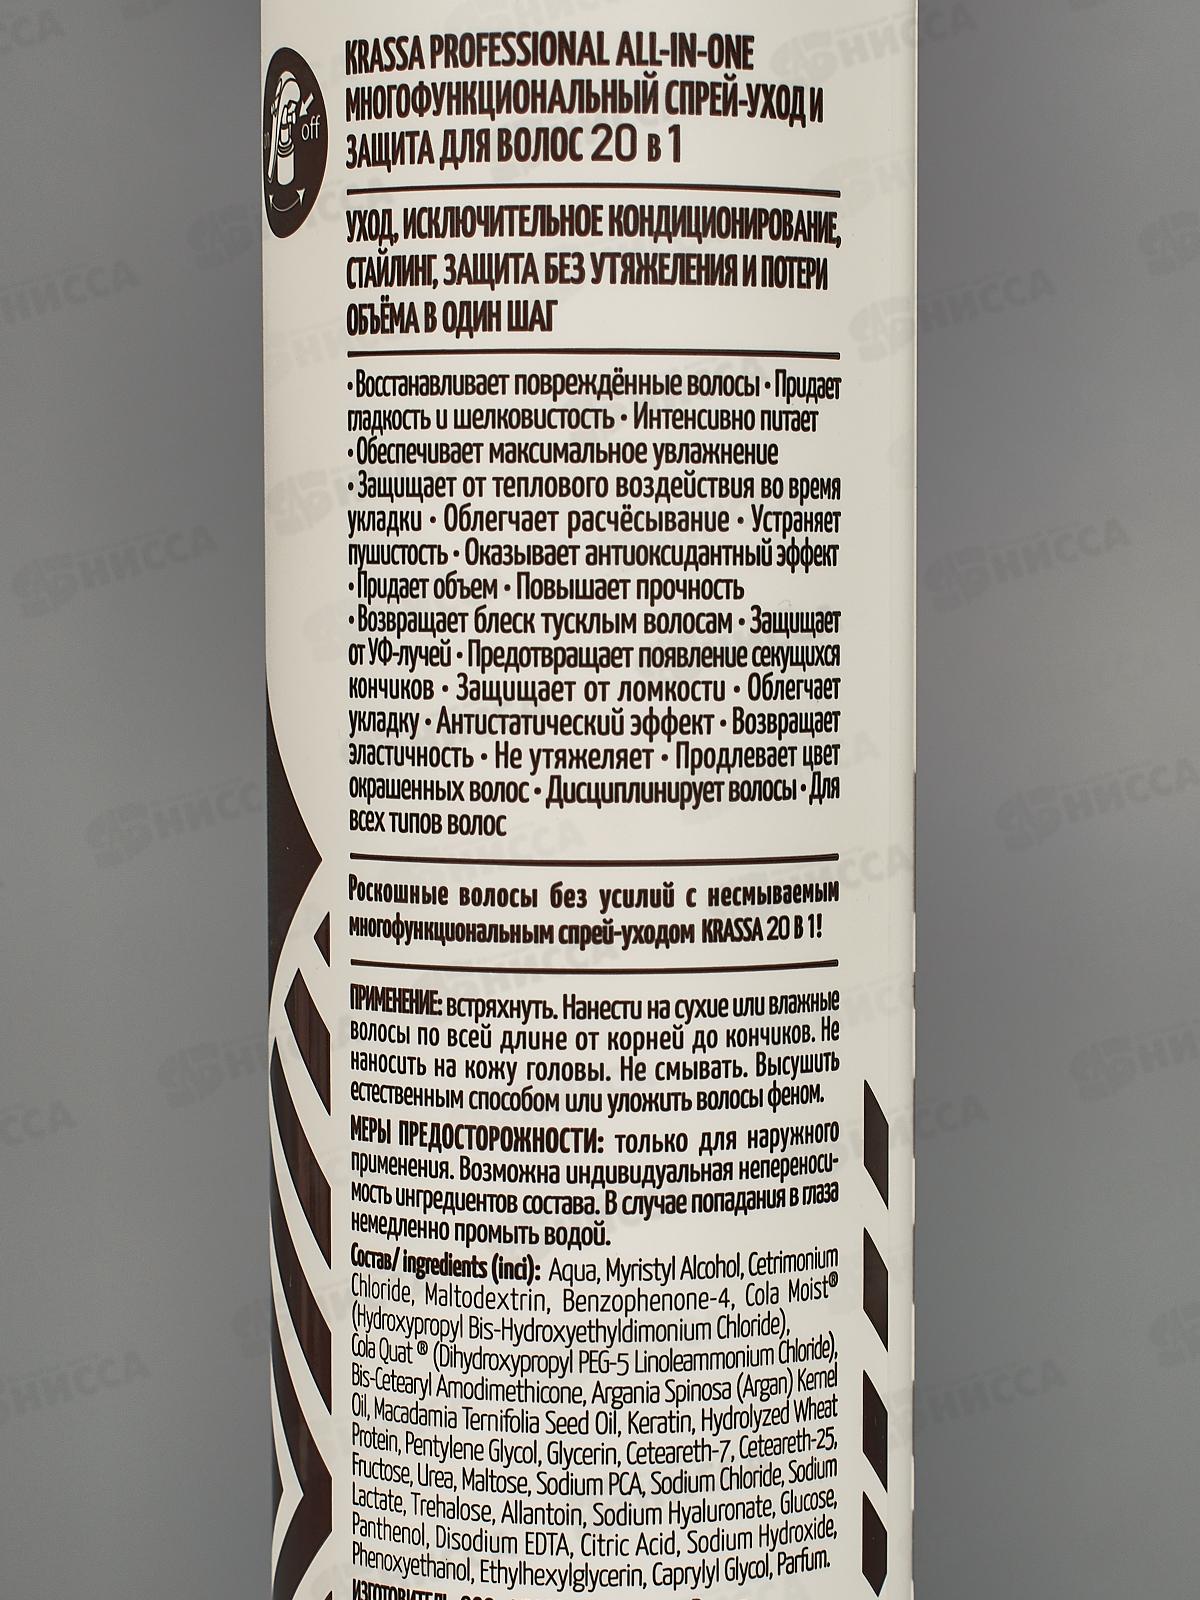 off
KRASSA PROFESSIONAL ALL-IN-ONE
МНОГОФУНКЦИОНАЛЬНЫЙ СПРЕЙ-УХОД И
ЗАЩИТА ДЛЯ ВОЛОС 20 в 1
УХОД, ИСКЛЮЧИТЕЛЬНОЕ КОНДИЦИОНИРОВАНИЕ,
СТАЙЛИНГ, ЗАЩИТА БЕЗ УТЯЖЕЛЕНИЯ И ПОТЕРИ
ОБЪЁМА В ОДИН ШАГ
• Восстанавливает повреждённые волосы • Придает
гладкость и шелковистость • Интенсивно питает
• Обеспечивает максимальное увлажнение
• Защищает от теплового воздействия во время
укладки • Облегчает расчёсывание • Устраняет
пушистость • Оказывает антиоксидантный эффект
• Придает объем • Повышает прочность
• Возвращает блеск тусклым волосам • Защищает
от УФ-лучей • Предотвращает появление секущихся
кончиков • Защищает от ломкости • Облегчает
укладку • Антистатический эффект • Возвращает
эластичность • Не утяжеляет • Продлевает цвет
окрашенных волос • Дисциплинирует волосы • Для
всех типов волос
Роскошные волосы без усилий с несмываемым
многофункциональным спрей-уходом KRASSA 20 В 1!
ПРИМЕНЕНИЕ: встряхнуть. Нанести на сухие или влажные
волосы по всей длине от корней до кончиков. Не
наносить на кожу головы. Не смывать. Высушить
естественным способом или уложить волосы феном.
МЕРЫ ПРЕДОСТОРОЖНОСТИ: только для наружного
применения. Возможна индивидуальная непереноси-
мость ингредиентов состава. В случае попадания в глаза
немедленно промыть водой.
Состав/ ingredients (inci): Aqua, Myristyl Alcohol, Cetrimonium
Chloride, Maltodextrin, Benzophenone-4, Cola Moist®
(Hydroxypropyl Bis-Hydroxyethyldimonium Chloride),
Cola Quat ® (Dihydroxypropyl PEG-5 Linoleammonium Chloride),
Bis-Cetearyl Amodimethicone, Argania Spinosa (Argan) Kernel
Oil, Macadamia Ternifolia Seed Oil, Keratin, Hydrolyzed Wheat
Protein, Pentylene Glycol, Glycerin, Ceteareth-7, Ceteareth-25,
Fructose, Urea, Maltose, Sodium PCA, Sodium Chloride, Sodium
Lactate, Trehalose, Allantoin, Sodium Hyaluronate, Glucose,
Panthenol, Disodium EDTA, Citric Acid, Sodium Hydroxide,
Phenoxyethanol, Ethylhexylglycerin, Caprylyl Glycol, Parfum.
ИЗГОТОВИТЕЛЬ